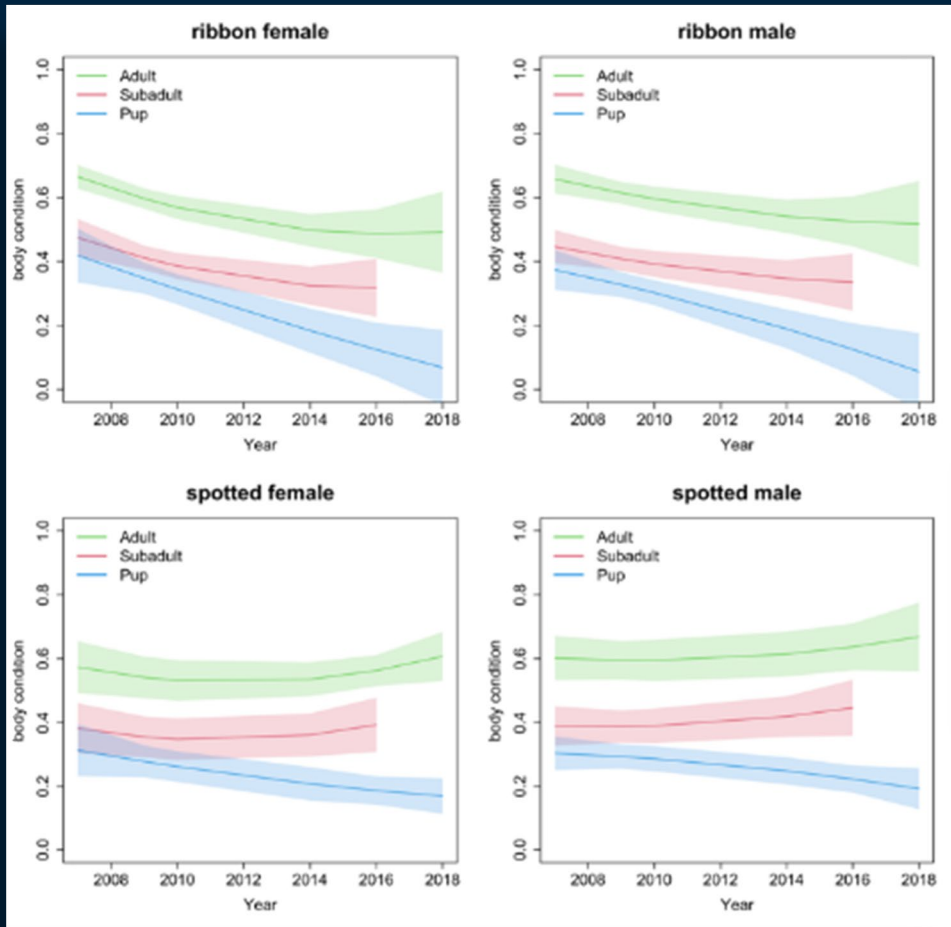 ribbon female
Adult
Subadult
Pup
body condition
1.0
0.8
0.6
0.4
0.2
0.0
2008 2010 2012 2014 2016 2018
Year
ribbon male
Adult
Subadult
Pup
body condition
1.0
0.8
0.6
0.4
0.2
0.0
2008 2010 2012 2014 2016 2018
Year
spotted female
Adult
Subadult
Pup
body condition
1.0
0.8
0.6
0.4
0.2
0.0
2008 2010 2012 2014 2016 2018
Year
spotted male
Adult
Subadult
Pup
body condition
1.0
0.8
0.6
0.4
0.2
0.0
2008 2010 2012 2014 2016 2018
Year